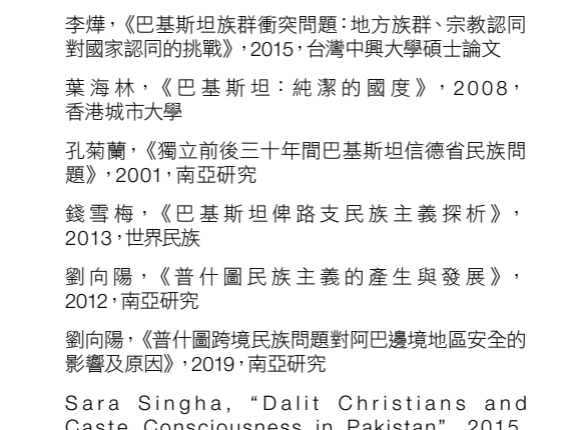 李燁，《巴基斯坦族群衝突問題：地方族群、宗教認同
對國家認同的挑戰》，2015，台灣中興大學碩士論文
葉海林，《巴基斯坦：純潔的國度》，2008，
香港城市大學
孔菊蘭，《獨立前後三十年間巴基斯坦信德省民族問
題》，2001，南亞研究
錢雪梅，《巴基斯坦俾路支民族主義探析》，
2013，世界民族
劉向陽，《普什圖民族主義的產生與發展》，
2012，南亞研究
劉向陽，《普什圖跨境民族問題對阿巴邊境地區安全的
影響及原因》，2019，南亞研究
Sara Singha, “Dalit Christians and
Caste Consciousness in Pakistan”, 2015,